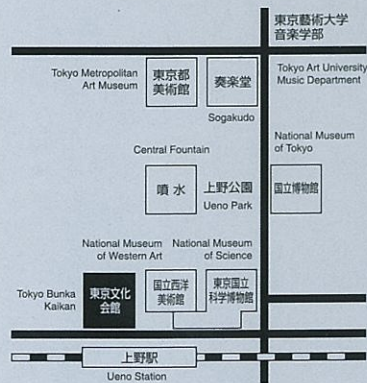 東京藝術大学
音楽学部
Tokyo Metropolitan
Art Museum
東京都
美術館
奏楽堂
Tokyo Art University
Music Department
Sogakudo
National Museum
of Tokyo
Central Fountain
噴水
上野公園
Ueno Park
国立博物館
National Museum
of Western Art
National Museum
of Science
Tokyo Bunka
Kaikan
東京文化
会館
国立西洋
美術館
東京国立
科学博物館
上野駅
Ueno Station